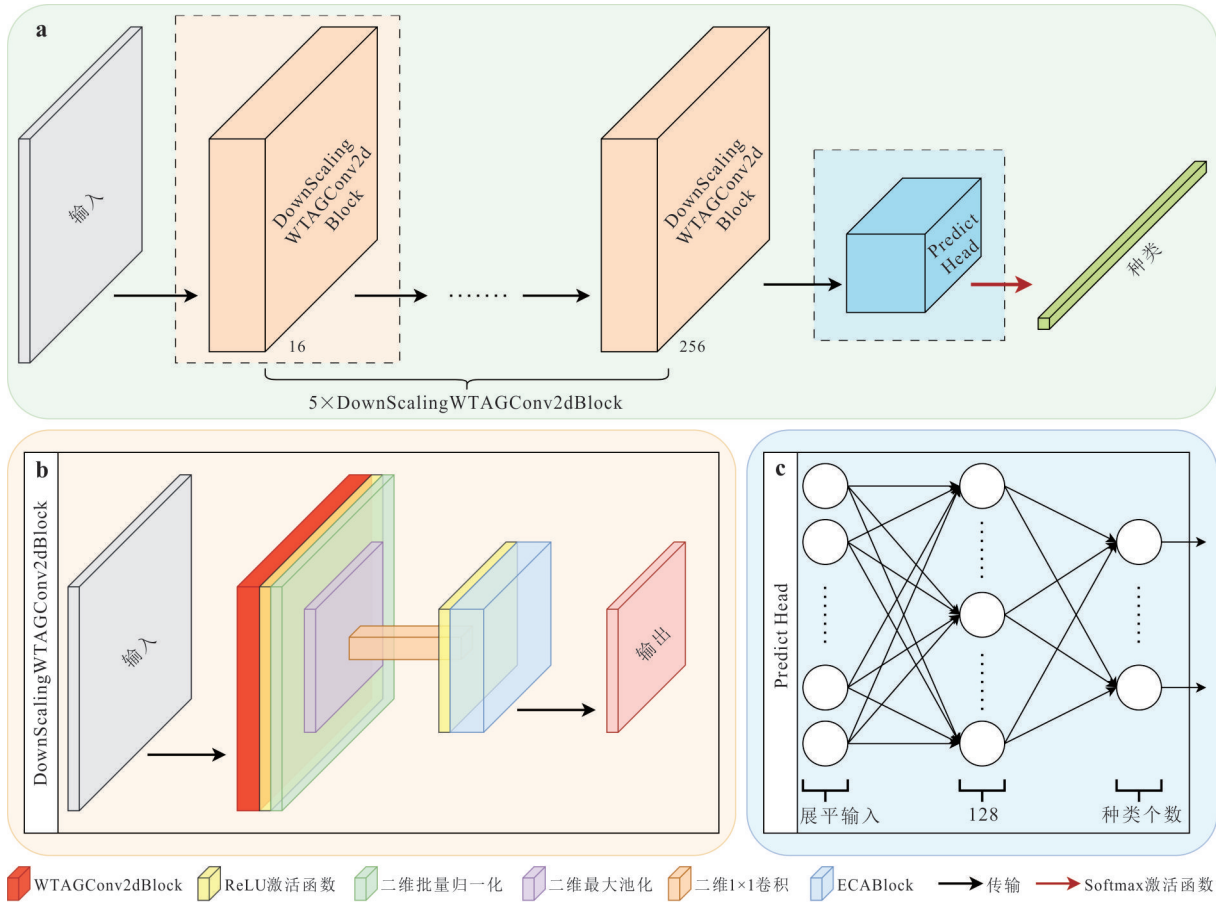 a
输入
DownScaling
WTAGConv2d
Block
16
.......
DownScaling
WTAGConv2d
Block
256
Predict
Head
种类
5×DownScalingWTAGConv2dBlock
b
DownScalingWTAGConv2dBlock
输入
输出
c
Predict Head
展平输入
128
种类个数
WTAGConv2dBlock
ReLU激活函数
二维批量归一化
二维最大池化
二维1×1卷积
ECABlock
传输
Softmax激活函数